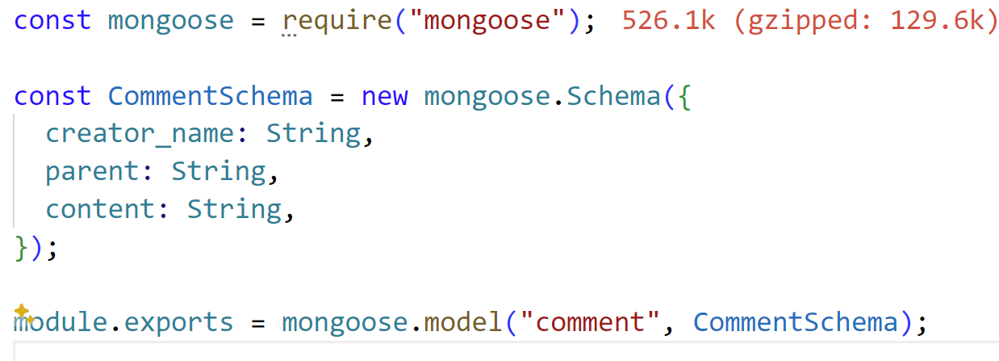 const mongoose = require("mongoose"); 526.1k (gzipped: 129.6k)
const CommentSchema = new mongoose.Schema({
  creator_name: String,
  parent: String,
  content: String,
});
module.exports = mongoose.model("comment", CommentSchema);